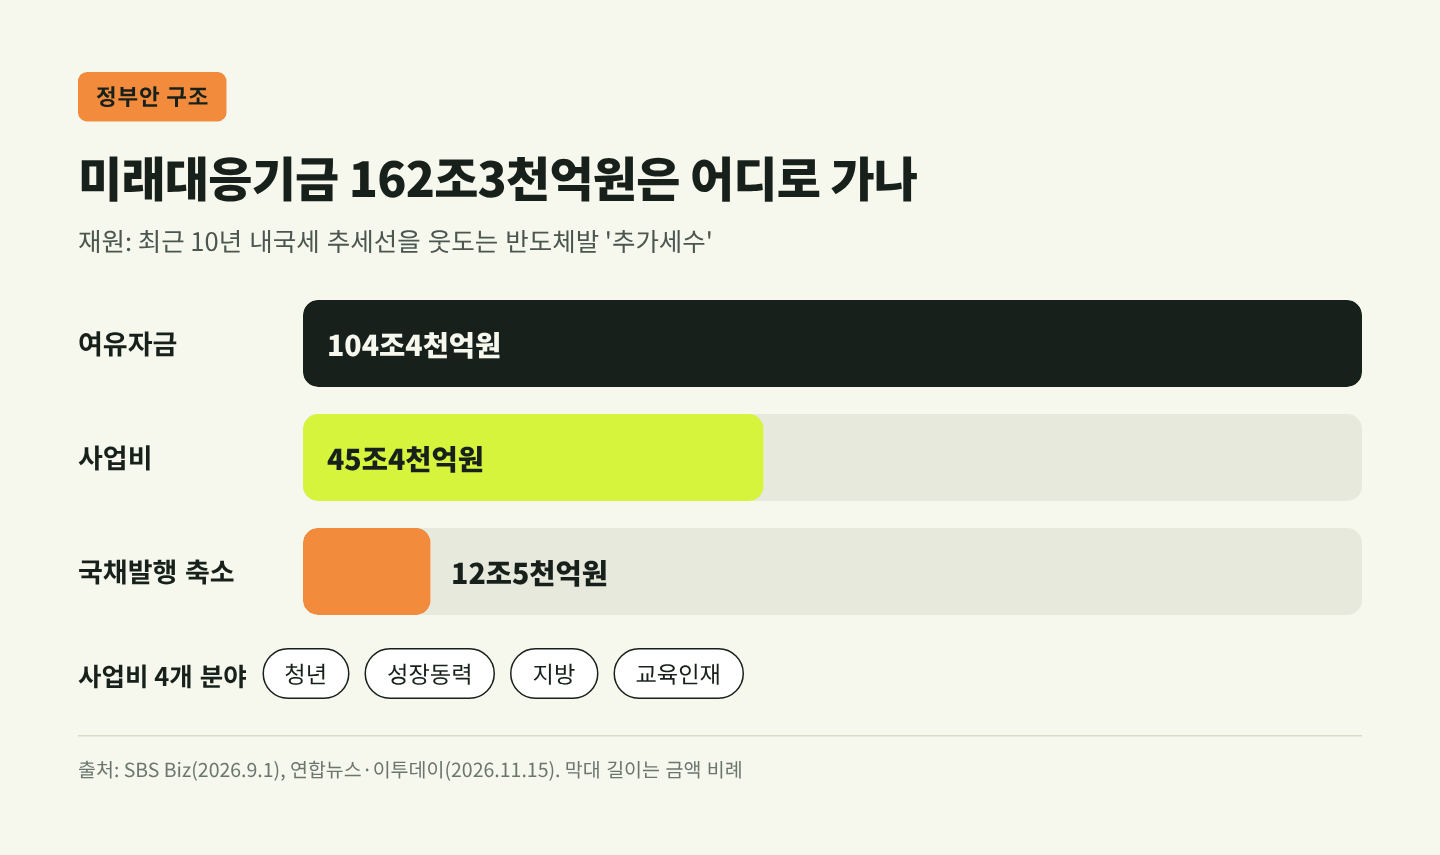 정부안 구조
미래대응기금 162조3천억원은 어디로 가나
재원: 최근 10년 내국세 추세선을 웃도는 반도체발 '추가세수'
여유자금
104조4천억원
사업비
45조4천억원
국채발행 축소
12조5천억원
사업비 4개 분야 청년 성장동력 지방 교육인재
출처: SBS Biz(2026.9.1), 연합뉴스·이투데이(2026.11.15). 막대 길이는 금액 비례